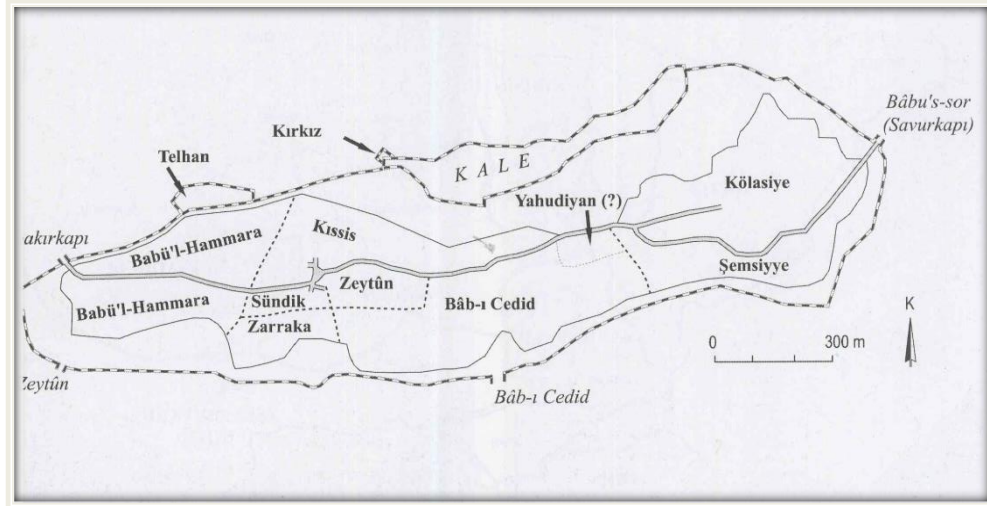 Bâbu's-sor
(Savurkapı)
Kırkız
Telhan
KALE
Kölasiye
Yahudiyan (?)
akırkapı
Babü'l-Hammara
Kıssis
Şemsiyye
Zeytûn
Babü'l-Hammara
Sündik
Bâb-ı Cedid
Zarraka
K
0 300 m
Zeytûn
Bâb-ı Cedid